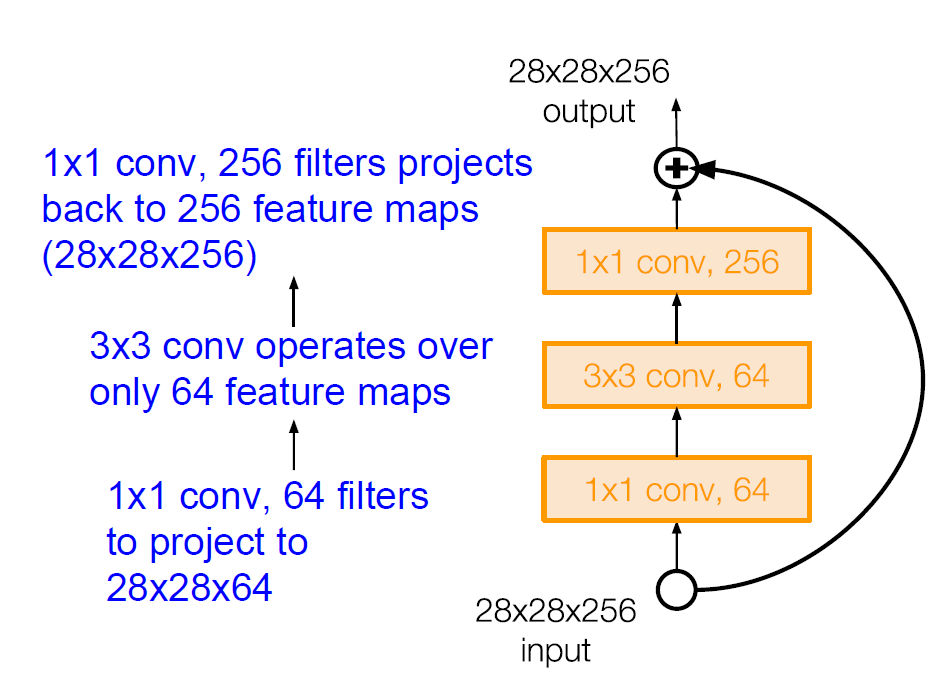 28x28x256
output
1x1 conv, 256 filters projects
back to 256 feature maps
(28x28x256)
1x1 conv, 256
3x3 conv operates over
only 64 feature maps
3x3 conv, 64
1x1 conv, 64 filters
to project to
28x28x64
1x1 conv, 64
28x28x256
input